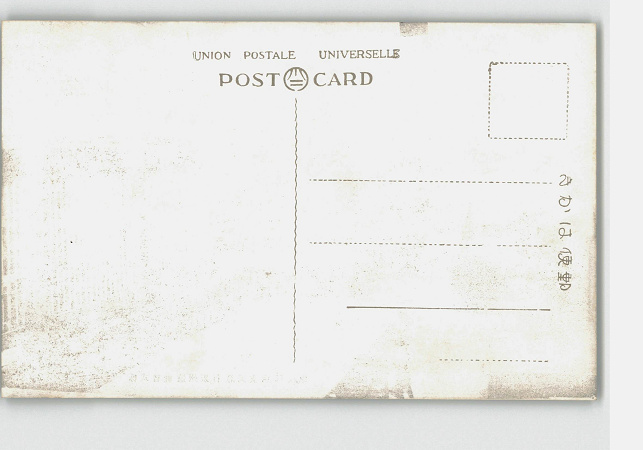 UNION POSTALE UNIVERSELLE
POST CARD
きかは便郵